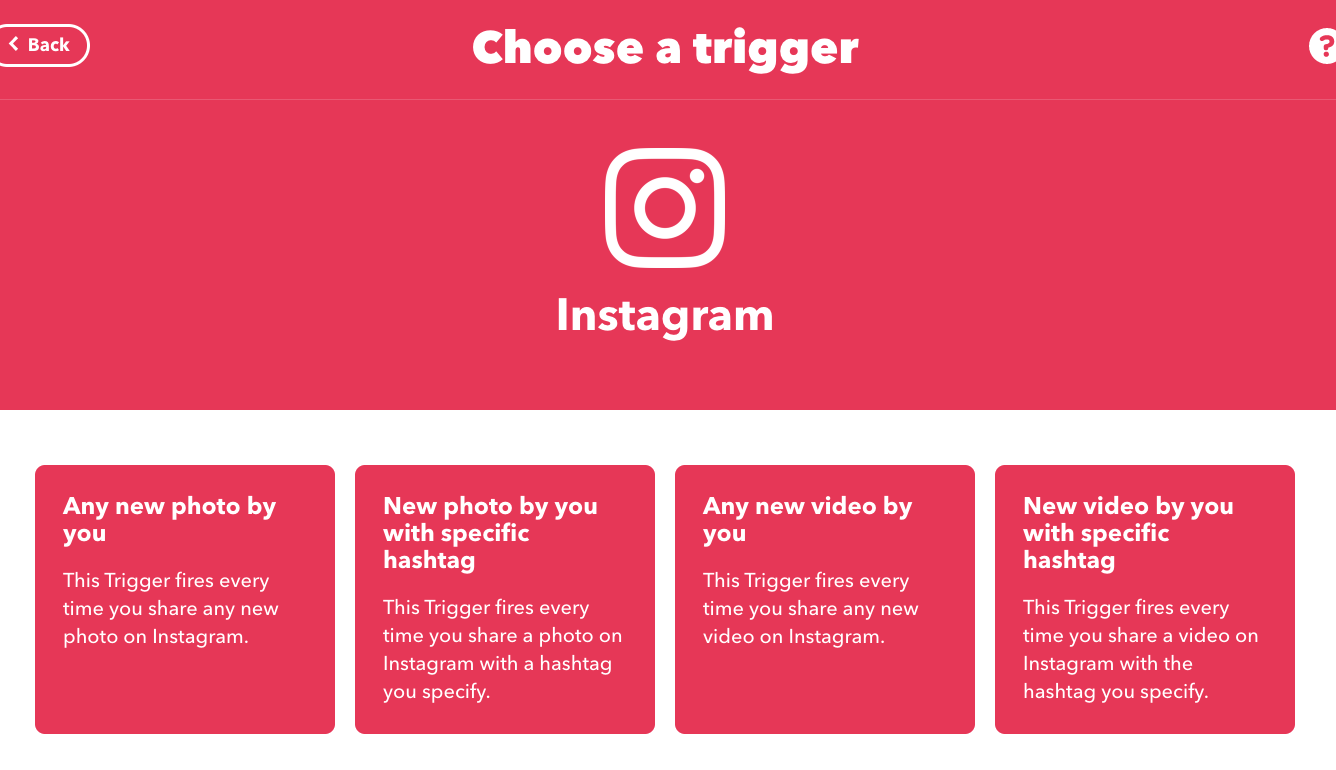 Back
Choose a trigger
?
Instagram
Any new photo by
you
This Trigger fires every
time you share any new
photo on Instagram.
New photo by you
with specific
hashtag
This Trigger fires every
time you share a photo on
Instagram with a hashtag
you specify.
Any new video by
you
This Trigger fires every
time you share any new
video on Instagram.
New video by you
with specific
hashtag
This Trigger fires every
time you share a video on
Instagram with the
hashtag you specify.